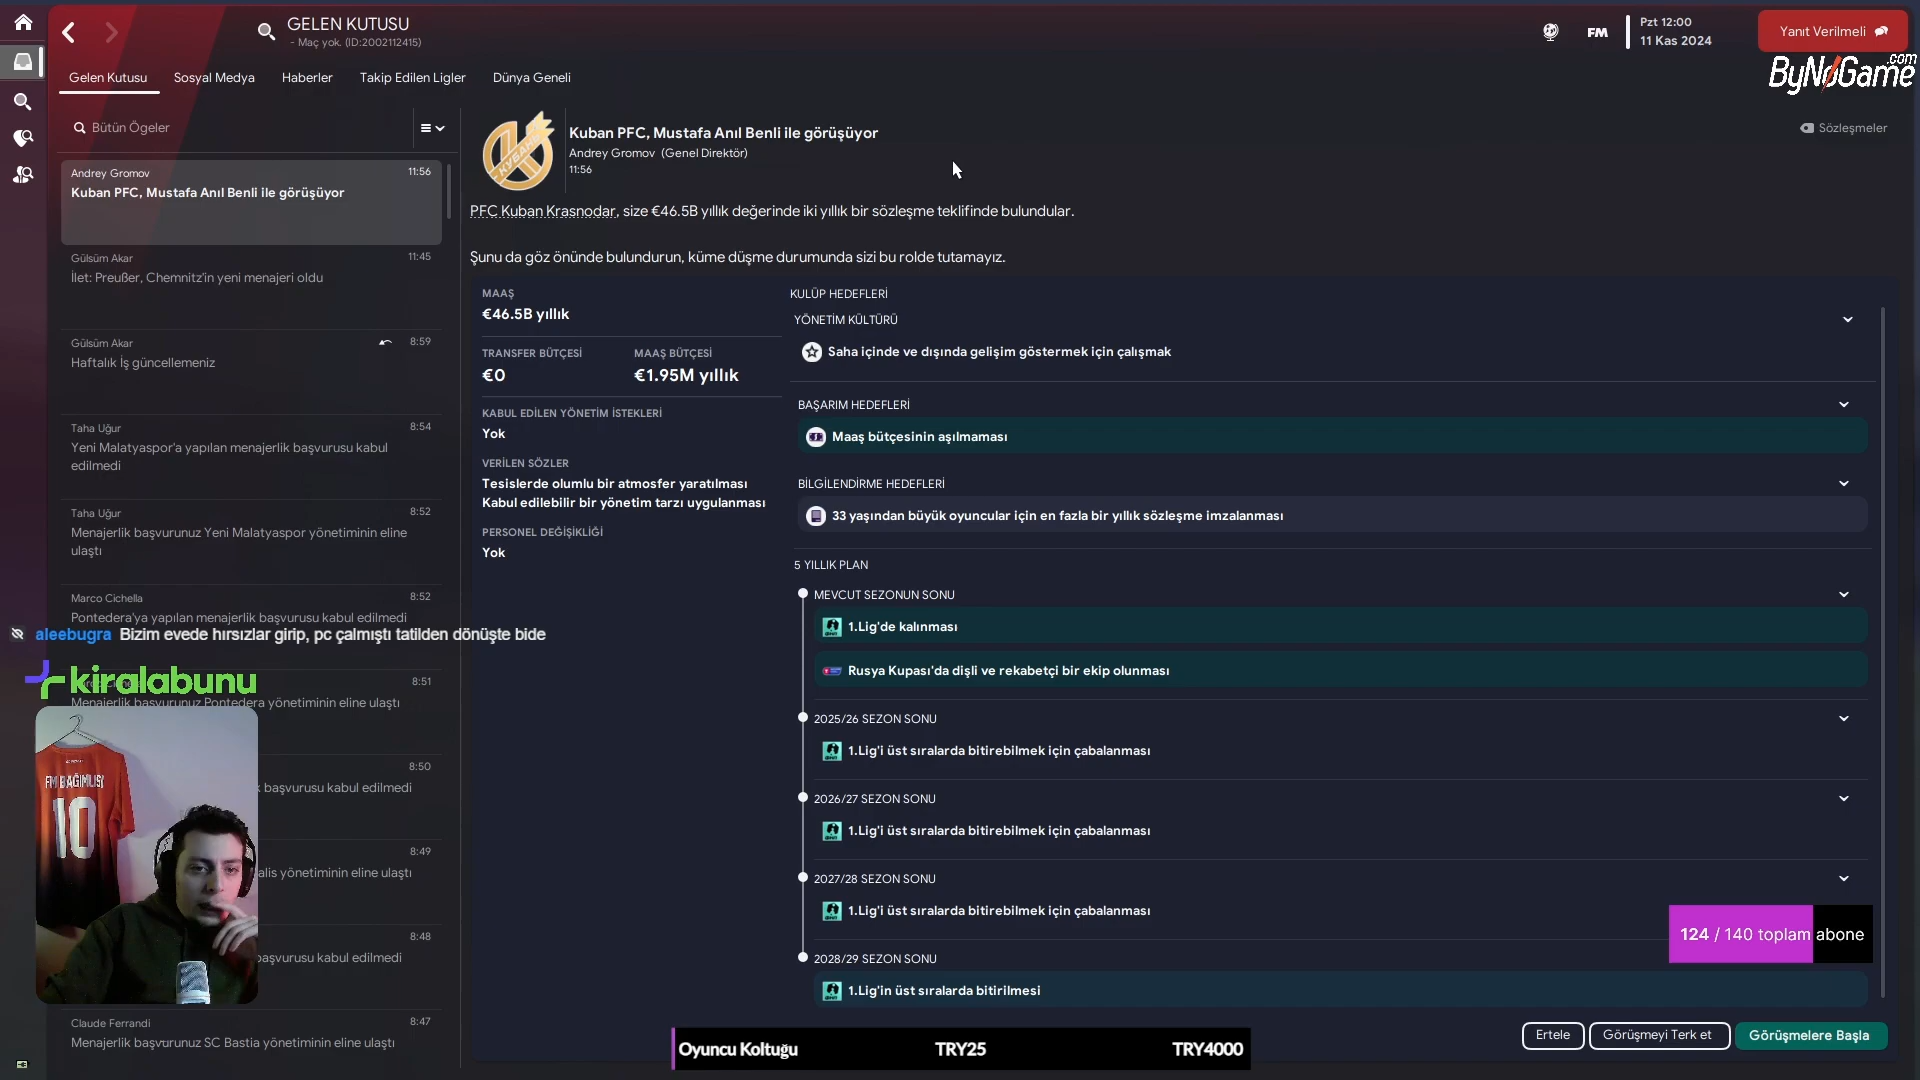 GELEN KUTUSU
- Maç yok. (ID:2002112415)
FM
Pzt 12:00
11 Kas 2024
Yanıt Verilmeli
ByNoGame.com
Gelen Kutusu
Sosyal Medya
Haberler
Takip Edilen Ligler
Dünya Geneli
Bütün Ögeler
Andrey Gromov 11:56
Kuban PFC, Mustafa Anıl Benli ile görüşüyor
Gülsüm Akar 11:45
İlet: Preußer, Chemnitz'in yeni menajeri oldu
Gülsüm Akar 8:59
Haftalık İş güncellemeniz
Taha Uğur 8:54
Yeni Malatyaspor'a yapılan menajerlik başvurusu kabul
edilmedi
Taha Uğur 8:52
Menajerlik başvurunuz Yeni Malatyaspor yönetiminin eline
ulaştı
Marco Cichella 8:52
Pontedera'ya yapılan menajerlik başvurusu kabul edilmedi
aleebugra Bizim evede hırsızlar girip, pc çalmıştı tatilden dönüşte bide
kiralabunu
8:51
Menajerlik başvurunuz Pontedera yönetiminin eline ulaştı
8:50
başvurusu kabul edilmedi
8:49
alis yönetiminin eline ulaştı
8:48
başvurusu kabul edilmedi
FM BAĞIMLISI
10
Claude Ferrandi 8:47
Menajerlik başvurunuz SC Bastia yönetiminin eline ulaştı
КУБАНЬ
Kuban PFC, Mustafa Anıl Benli ile görüşüyor
Andrey Gromov (Genel Direktör)
11:56
Sözleşmeler
PFC Kuban Krasnodar, size €46.5B yıllık değerinde iki yıllık bir sözleşme teklifinde bulundular.
Şunu da göz önünde bulundurun, küme düşme durumunda sizi bu rolde tutamayız.
MAAŞ
€46.5B yıllık
TRANSFER BÜTÇESİ
€0
MAAŞ BÜTÇESİ
€1.95M yıllık
KABUL EDİLEN YÖNETİM İSTEKLERİ
Yok
VERİLEN SÖZLER
Tesislerde olumlu bir atmosfer yaratılması
Kabul edilebilir bir yönetim tarzı uygulanması
PERSONEL DEĞİŞİKLİĞİ
Yok
KULÜP HEDEFLERİ
YÖNETİM KÜLTÜRÜ
Saha içinde ve dışında gelişim göstermek için çalışmak
BAŞARIM HEDEFLERİ
Maaş bütçesinin aşılmaması
BİLGİLENDİRME HEDEFLERİ
33 yaşından büyük oyuncular için en fazla bir yıllık sözleşme imzalanması
5 YILLIK PLAN
MEVCUT SEZONUN SONU
1.Lig'de kalınması
Rusya Kupası'da dişli ve rekabetçi bir ekip olunması
2025/26 SEZON SONU
1.Lig'i üst sıralarda bitirebilmek için çabalanması
2026/27 SEZON SONU
1.Lig'i üst sıralarda bitirebilmek için çabalanması
2027/28 SEZON SONU
1.Lig'i üst sıralarda bitirebilmek için çabalanması
2028/29 SEZON SONU
1.Lig'in üst sıralarda bitirilmesi
124 / 140 toplam abone
Ertele
Görüşmeyi Terk et
Görüşmelere Başla
Oyuncu Koltuğu TRY25 TRY4000